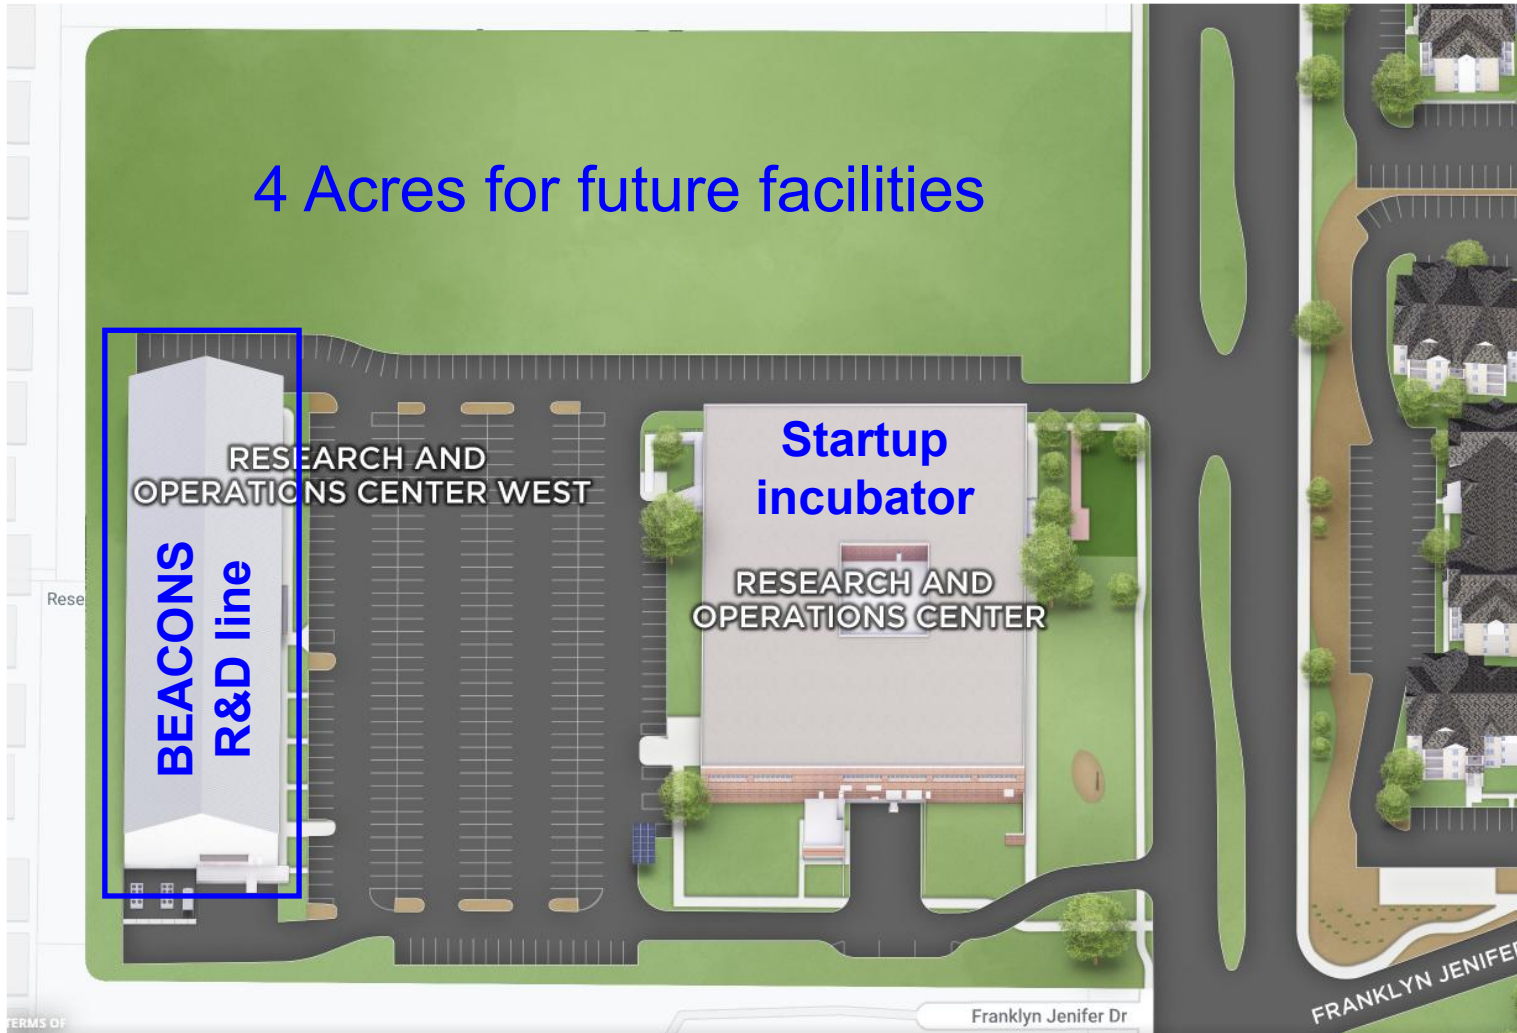 4 Acres for future facilities
RESEARCH AND
OPERATIONS CENTER WEST
Startup
incubator
BEACONS
R&D line
RESEARCH AND
OPERATIONS CENTER
Rese
FRANKLYN JENIFE
Franklyn Jenifer Dr
TERMS OF